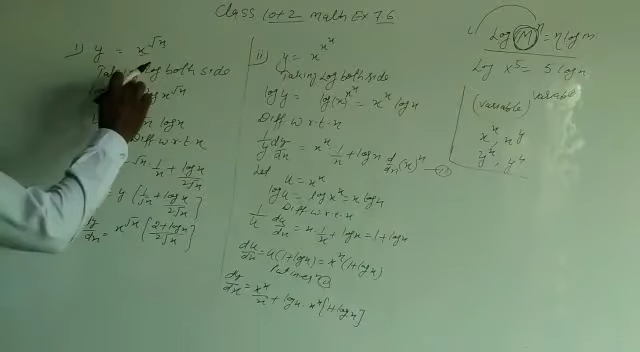 Class 10+2 Math Ex 7.6
i) y = x^√x
Taking Log both side
log x^√x
log x
Diff w.r.t. x
√x · 1/x + log x / 2√x
y [1/√x + log x / 2√x]
dy/dx = x^√x [2 + log x / 2√x]
ii) y = x^x^x
Taking Log both side
log y = log(x)^x^x = x^x log x
Diff w.r.t. x
1/y dy/dx = x^x · 1/x + log x d/dx (x)^x
Let u = x^x
log u = log x^x = x log x
Diff w.r.t. x
1/u du/dx = x 1/x + log x = 1 + log x
du/dx = u(1+log x) = x^x (1+log x)
dy/dx = x^x/x + log x · x^x [1+log x]
Log (M)^n = n log m
Log x^5 = 5 log x
(variable)^variable
x^x, x^y
y^x, y^x